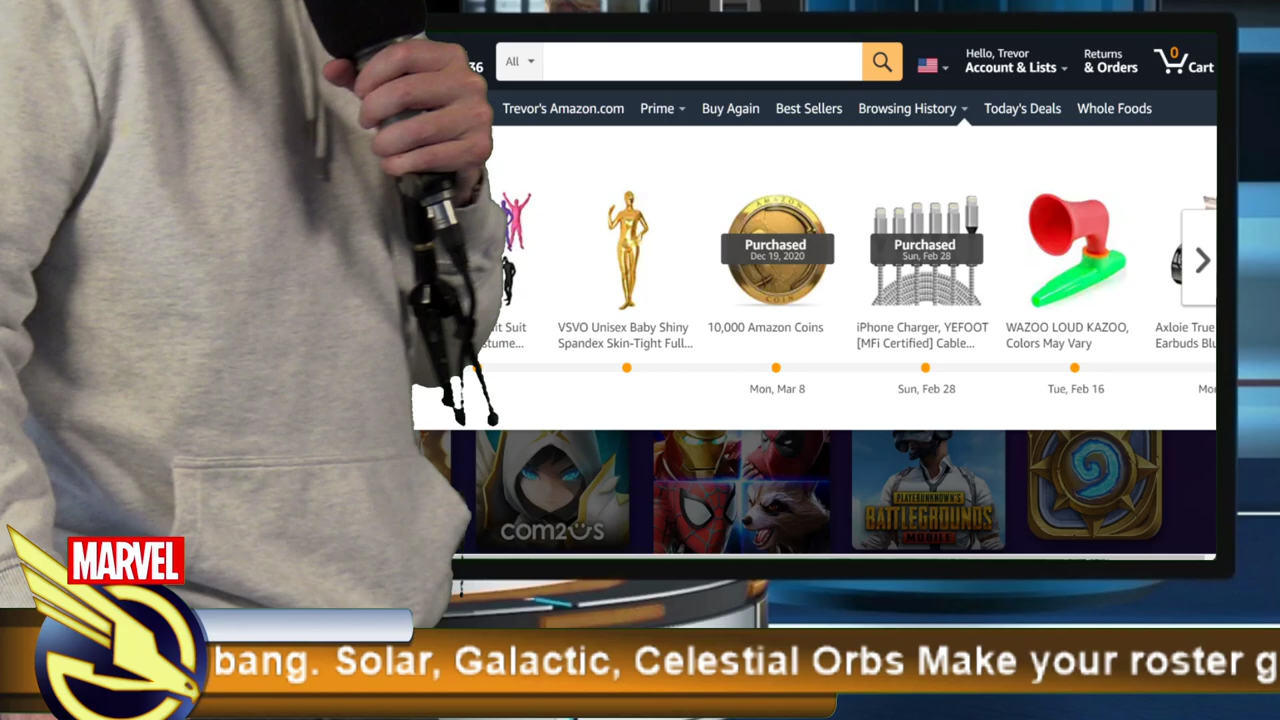 36
All
Hello, Trevor
Account & Lists
Returns
& Orders
0
Cart
Trevor's Amazon.com
Prime
Buy Again
Best Sellers
Browsing History
Today's Deals
Whole Foods
Purchased
Dec 19, 2020
Purchased
Sun, Feb 28
AMAZON
COIN
Suit
VSVO Unisex Baby Shiny
Spandex Skin-Tight Full...
10,000 Amazon Coins
iPhone Charger, YEFOOT
[MFi Certified] Cable...
WAZOO LOUD KAZOO,
Colors May Vary
Axloie True
Earbuds Blu
Mon, Mar 8
Sun, Feb 28
Tue, Feb 16
Mo
com2us
PLAYERUNKNOWN'S
BATTLEGROUNDS
MOBILE
MARVEL
bang. Solar, Galactic, Celestial Orbs Make your roster g